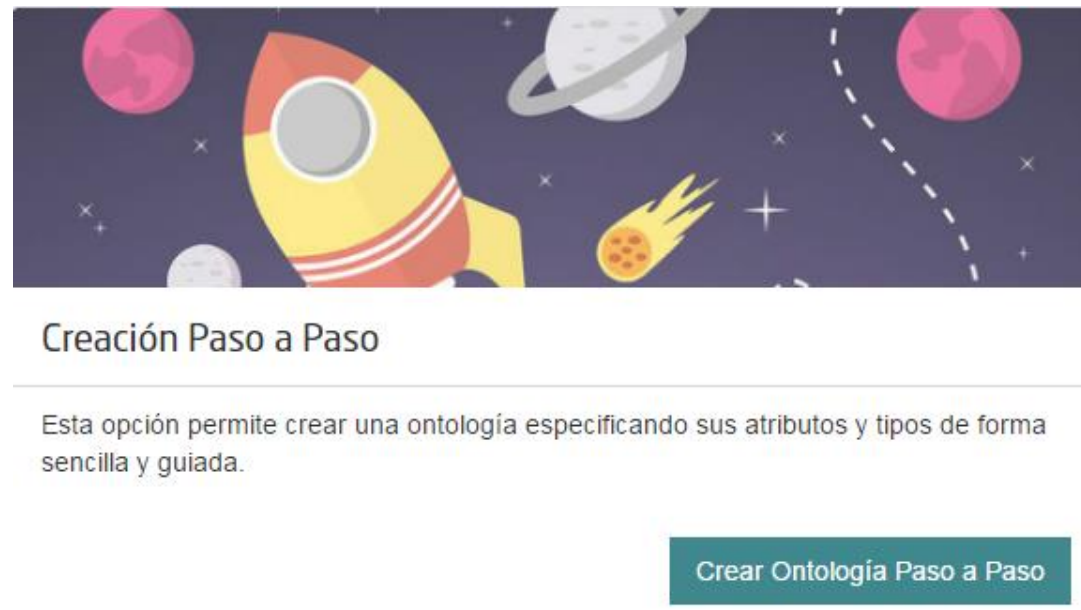 Creación Paso a Paso
Esta opción permite crear una ontología especificando sus atributos y tipos de forma
sencilla y guiada.
Crear Ontología Paso a Paso